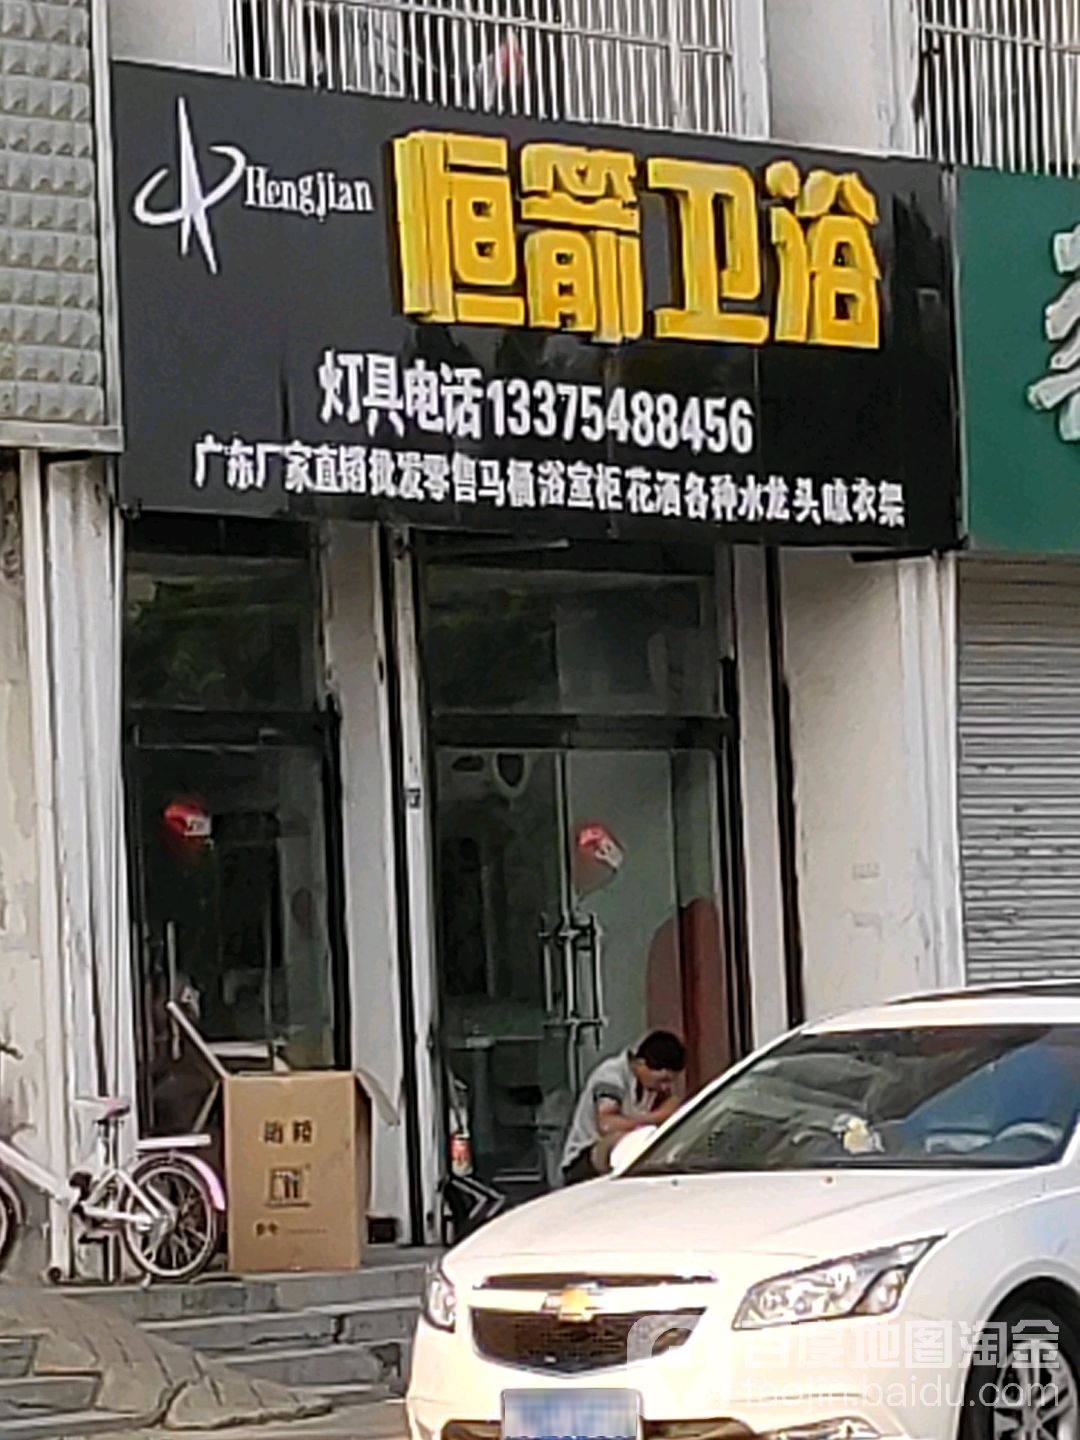 Hengjian 恒箭卫浴
灯具电话13375488456
广东厂家直销批发零售马桶浴室柜花洒各种水龙头晾衣架
百度地图淘金
taojin.baidu.com